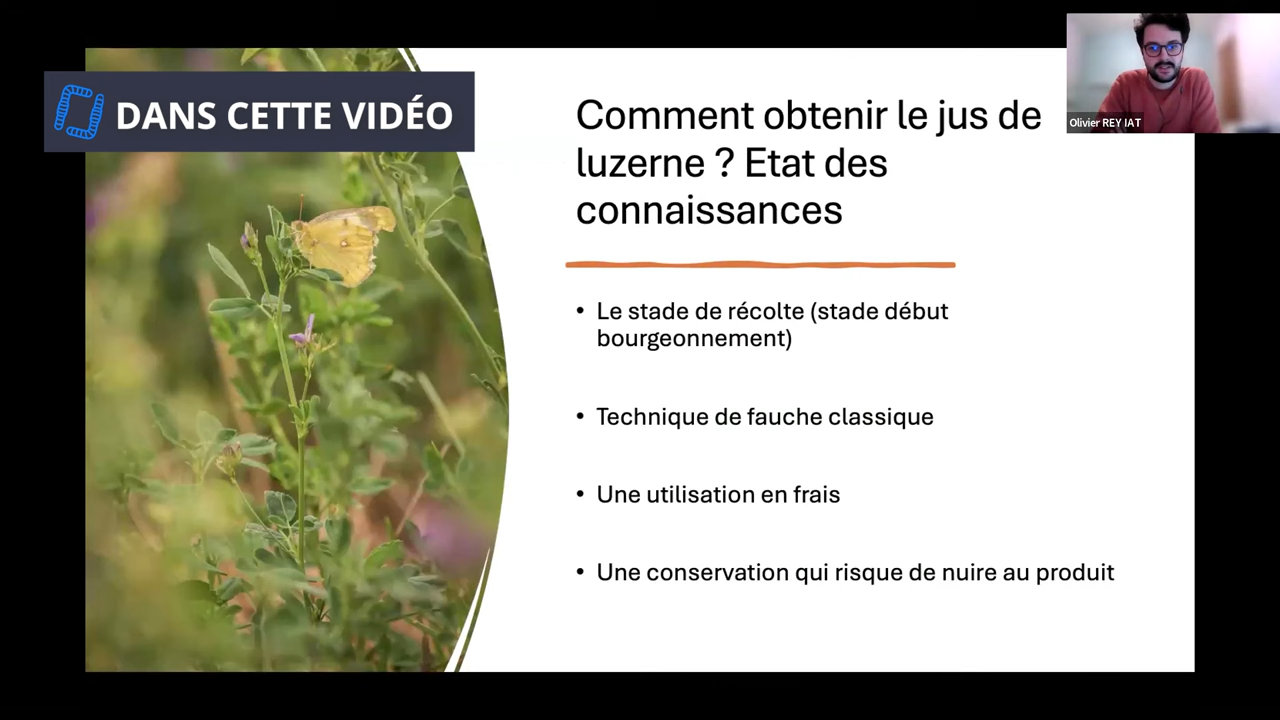 DANS CETTE VIDÉO
Comment obtenir le jus de
luzerne ? Etat des
connaissances
• Le stade de récolte (stade début
bourgeonnement)
• Technique de fauche classique
• Une utilisation en frais
• Une conservation qui risque de nuire au produit
Olivier REY IAT